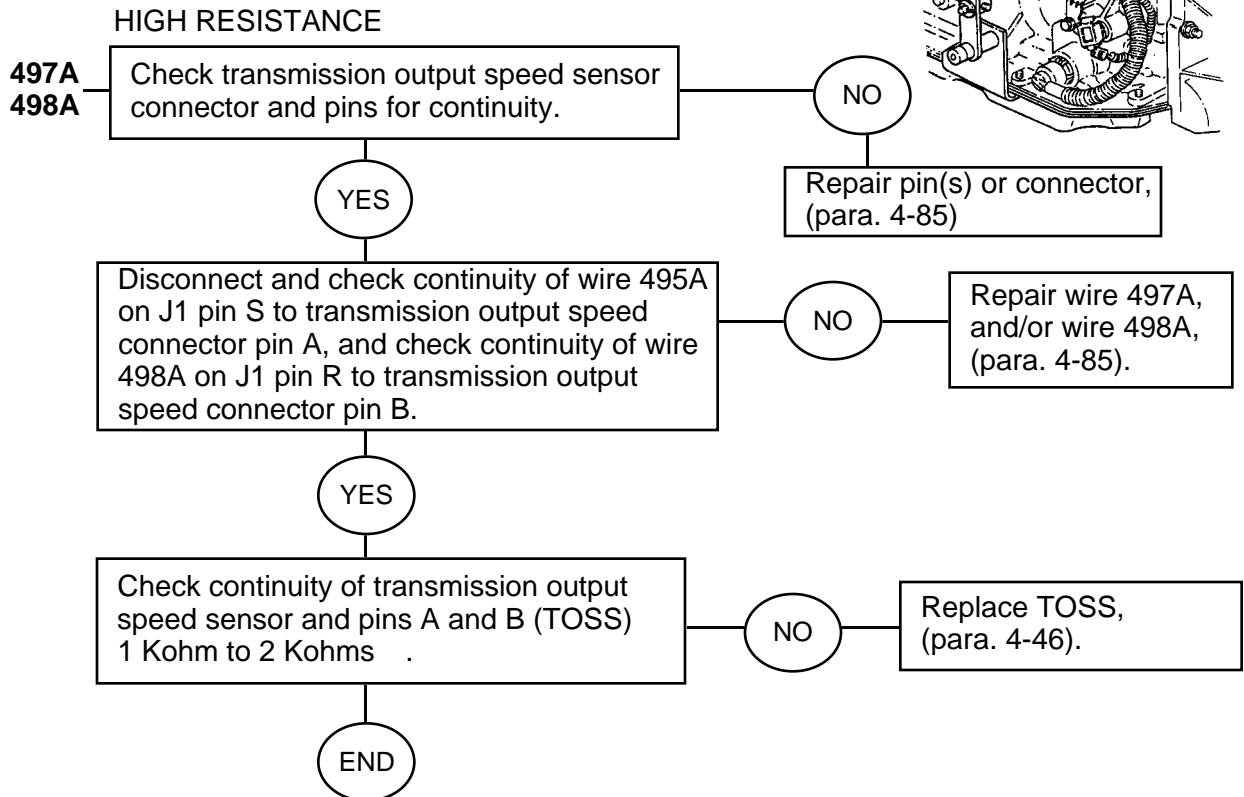 HIGH RESISTANCE
497A
498A
Check transmission output speed sensor
connector and pins for continuity.
NO
Repair pin(s) or connector,
(para. 4-85)
YES
Disconnect and check continuity of wire 495A
on J1 pin S to transmission output speed
connector pin A, and check continuity of wire
498A on J1 pin R to transmission output
speed connector pin B.
NO
Repair wire 497A,
and/or wire 498A,
(para. 4-85).
YES
Check continuity of transmission output
speed sensor and pins A and B (TOSS)
1 Kohm to 2 Kohms .
NO
Replace TOSS,
(para. 4-46).
END